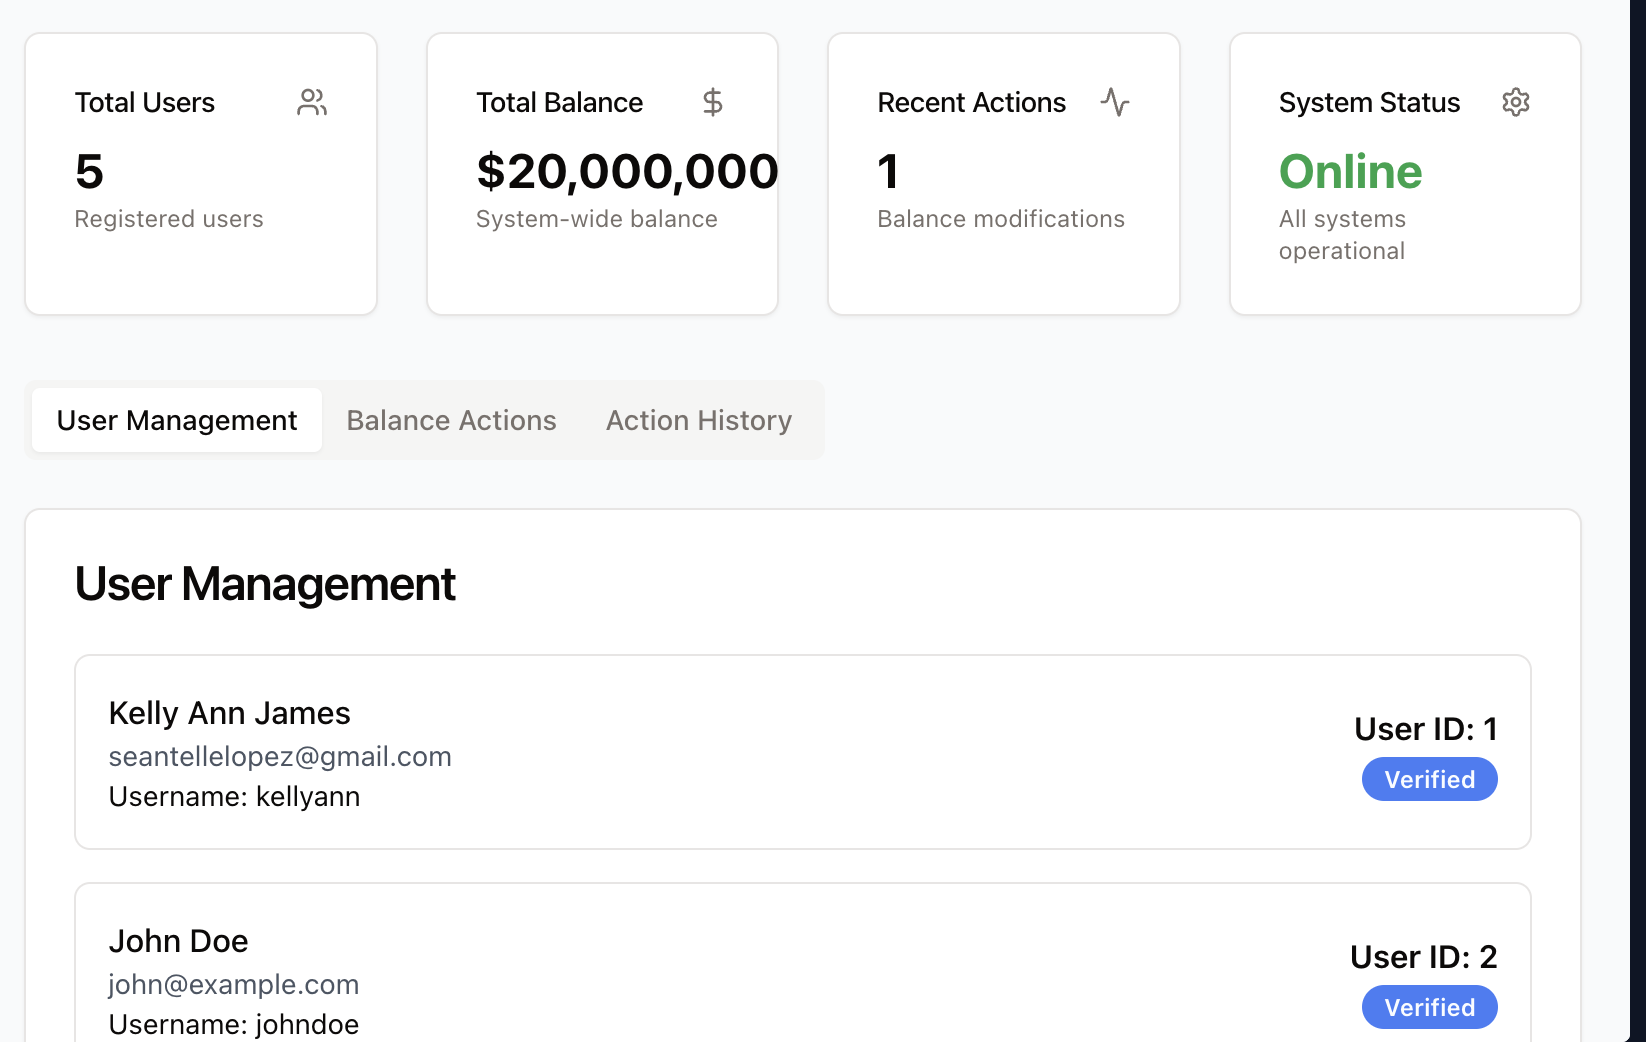 Total Users
5
Registered users
Total Balance
$20,000,000
System-wide balance
Recent Actions
1
Balance modifications
System Status
Online
All systems
operational
User Management
Balance Actions
Action History
User Management
Kelly Ann James
seantellelopez@gmail.com
Username: kellyann
User ID: 1
Verified
John Doe
john@example.com
Username: johndoe
User ID: 2
Verified